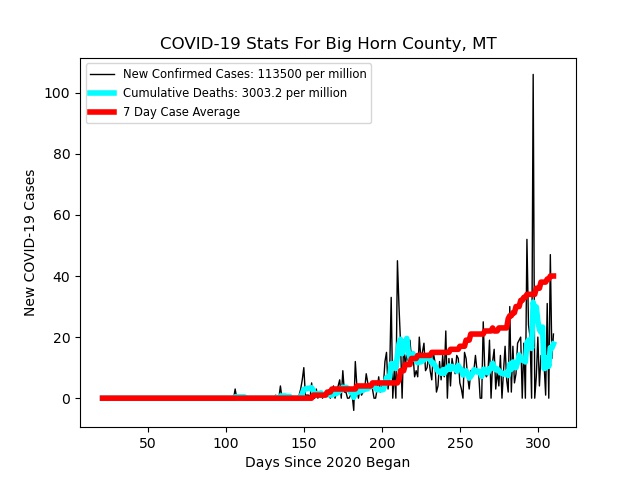 COVID-19 Stats For Big Horn County, MT
New Confirmed Cases: 113500 per million
Cumulative Deaths: 3003.2 per million
7 Day Case Average
New COVID-19 Cases
100
80
60
40
20
0
50 100 150 200 250 300
Days Since 2020 Began